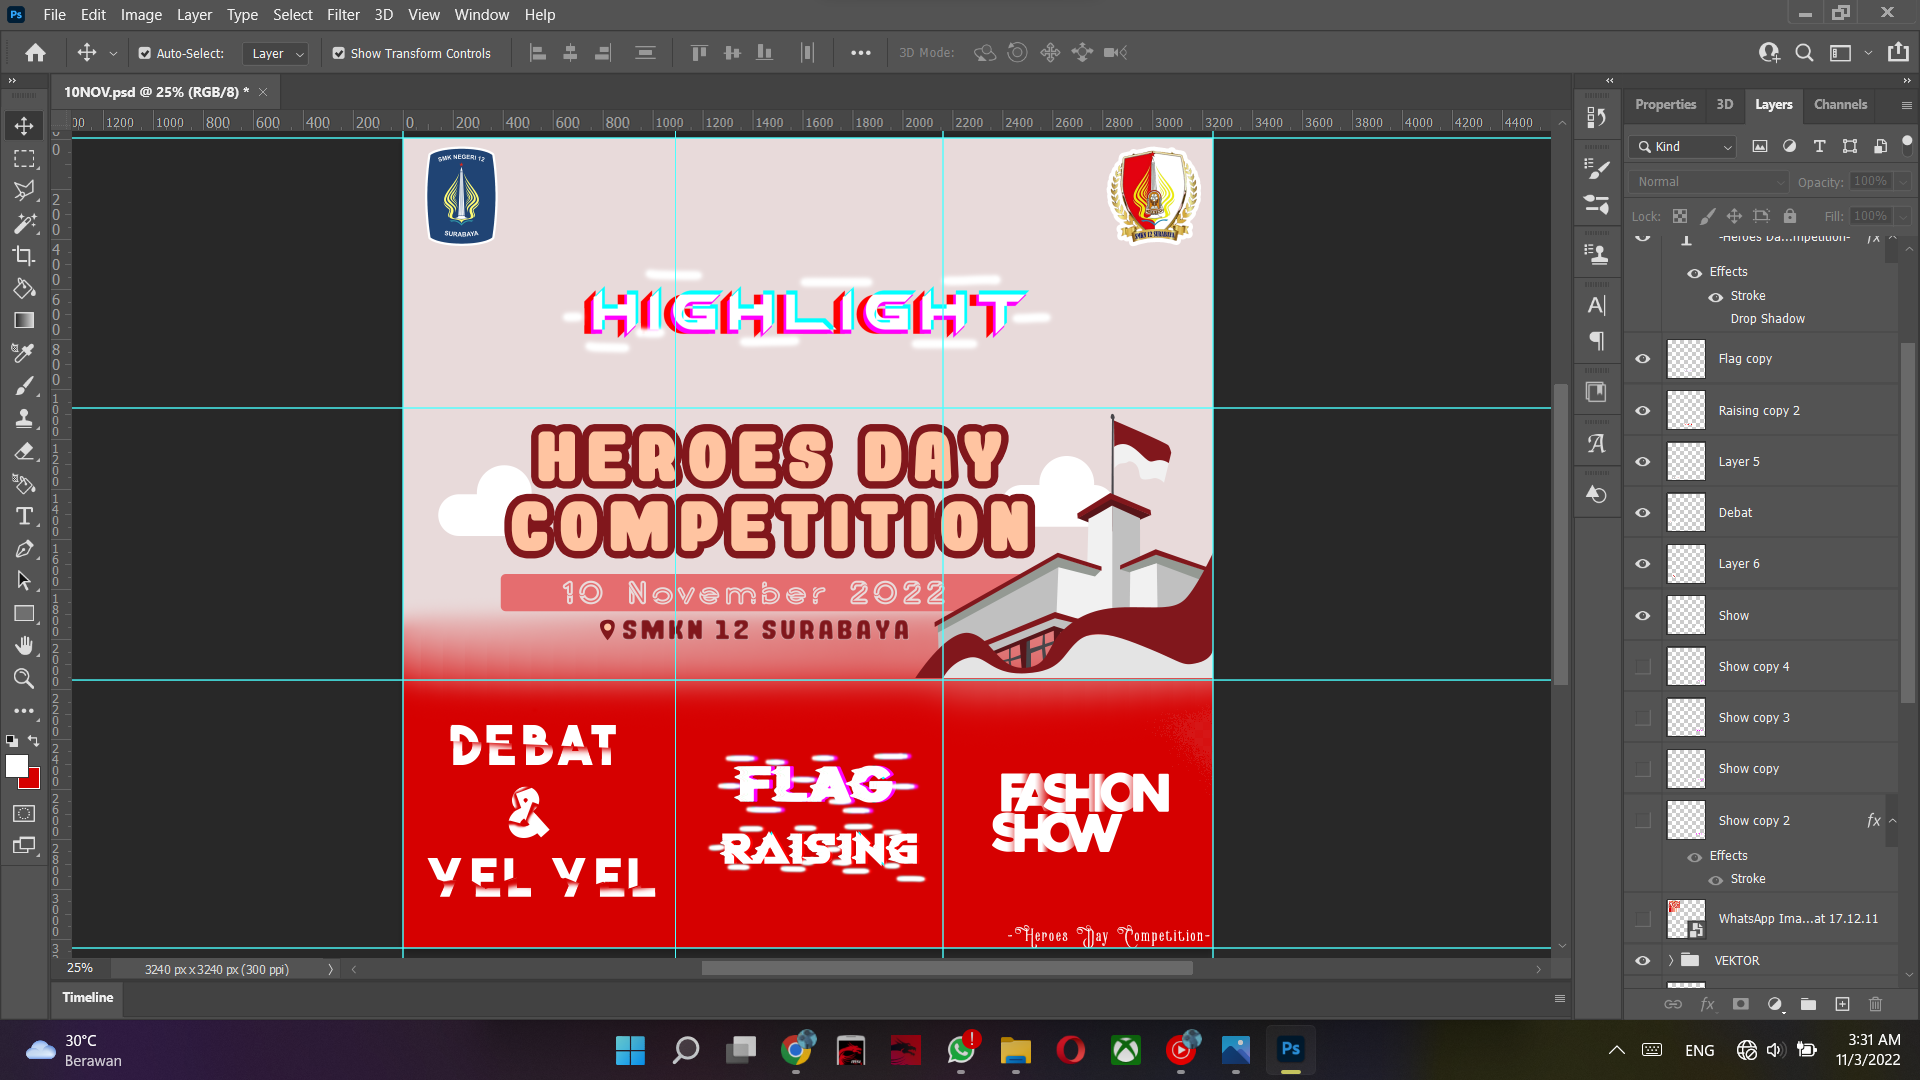 Ps File Edit Image Layer Type Select Filter 3D View Window Help
Auto-Select: Layer Show Transform Controls 3D Mode:
10NOV.psd @ 25% (RGB/8) *
1200 1000 800 600 400 200 0 200 400 600 800 1000 1200 1400 1600 1800 2000 2200 2400 2600 2800 3000 3200 3400 3600 3800 4000 4200 4400
SMK NEGERI 12
SURABAYA
SMKN 12 SURABAYA
HIGHLIGHT
HEROES DAY
COMPETITION
10 November 2022
SMKN 12 SURABAYA
DEBAT
&
YEL YEL
FLAG
RAISING
FASHION
SHOW
-Heroes Day Competition-
25% 3240 px x 3240 px (300 ppi)
Timeline
Properties 3D Layers Channels
Kind
Normal Opacity: 100%
Lock: Fill: 100%
-Heroes Da...mpetition- fx
Effects
Stroke
Drop Shadow
Flag copy
Raising copy 2
Layer 5
Debat
Layer 6
Show
Show copy 4
Show copy 3
Show copy
Show copy 2 fx
Effects
Stroke
WhatsApp Ima...at 17.12.11
VEKTOR
30°C
Berawan
Ps
ENG
3:31 AM
11/3/2022